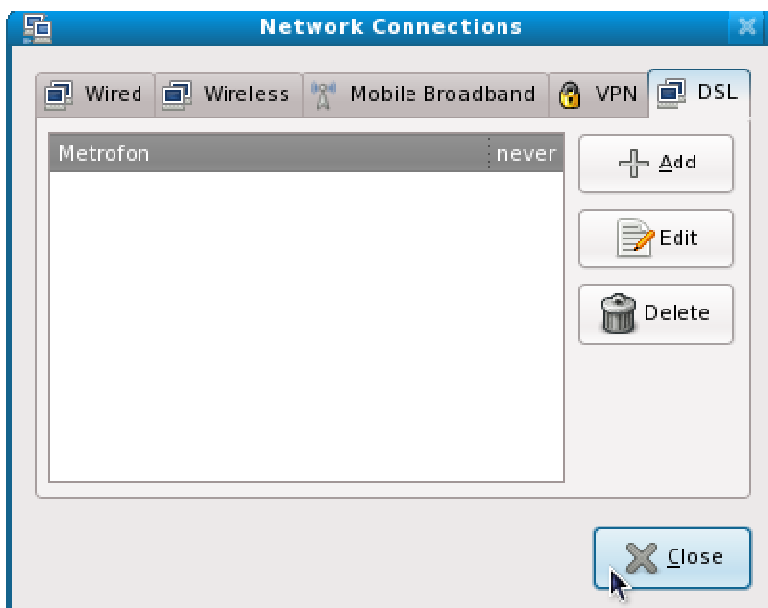 Network Connections
Wired Wireless Mobile Broadband VPN DSL
Metrofon never
Add
Edit
Delete
Close